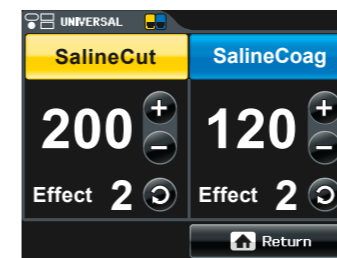 UNIVERSAL
SalineCut SalineCoag
200 + − 120 + −
Effect 2 Effect 2
Return